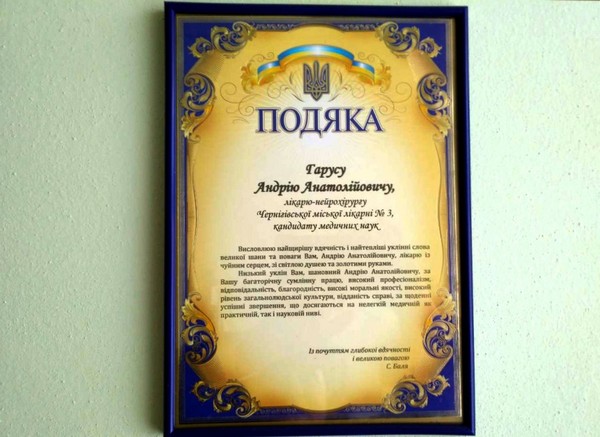 ПОДЯКА
Гарусу
Андрію Анатолійовичу,
лікарю-нейрохірургу
Чернігівської міської лікарні № 3,
кандидату медичних наук
Висловлюю найщирішу вдячність і найтепліші уклінні слова
великої шани та поваги Вам, Андрію Анатолійовичу, лікарю із
чуйним серцем, зі світлою душею та золотими руками.
Низький уклін Вам, шановний Андрію Анатолійовичу, за
Вашу багаторічну сумлінну працю, високий професіоналізм,
відповідальність, благородність, високі моральні якості, високий
рівень загальнолюдської культури, відданість справі, за щоденні
успішні звершення, що досягаються на нелегкій медичній як
практичній, так і науковій ниві.
Із почуттям глибокої вдячності
і великою повагою
С. Баля